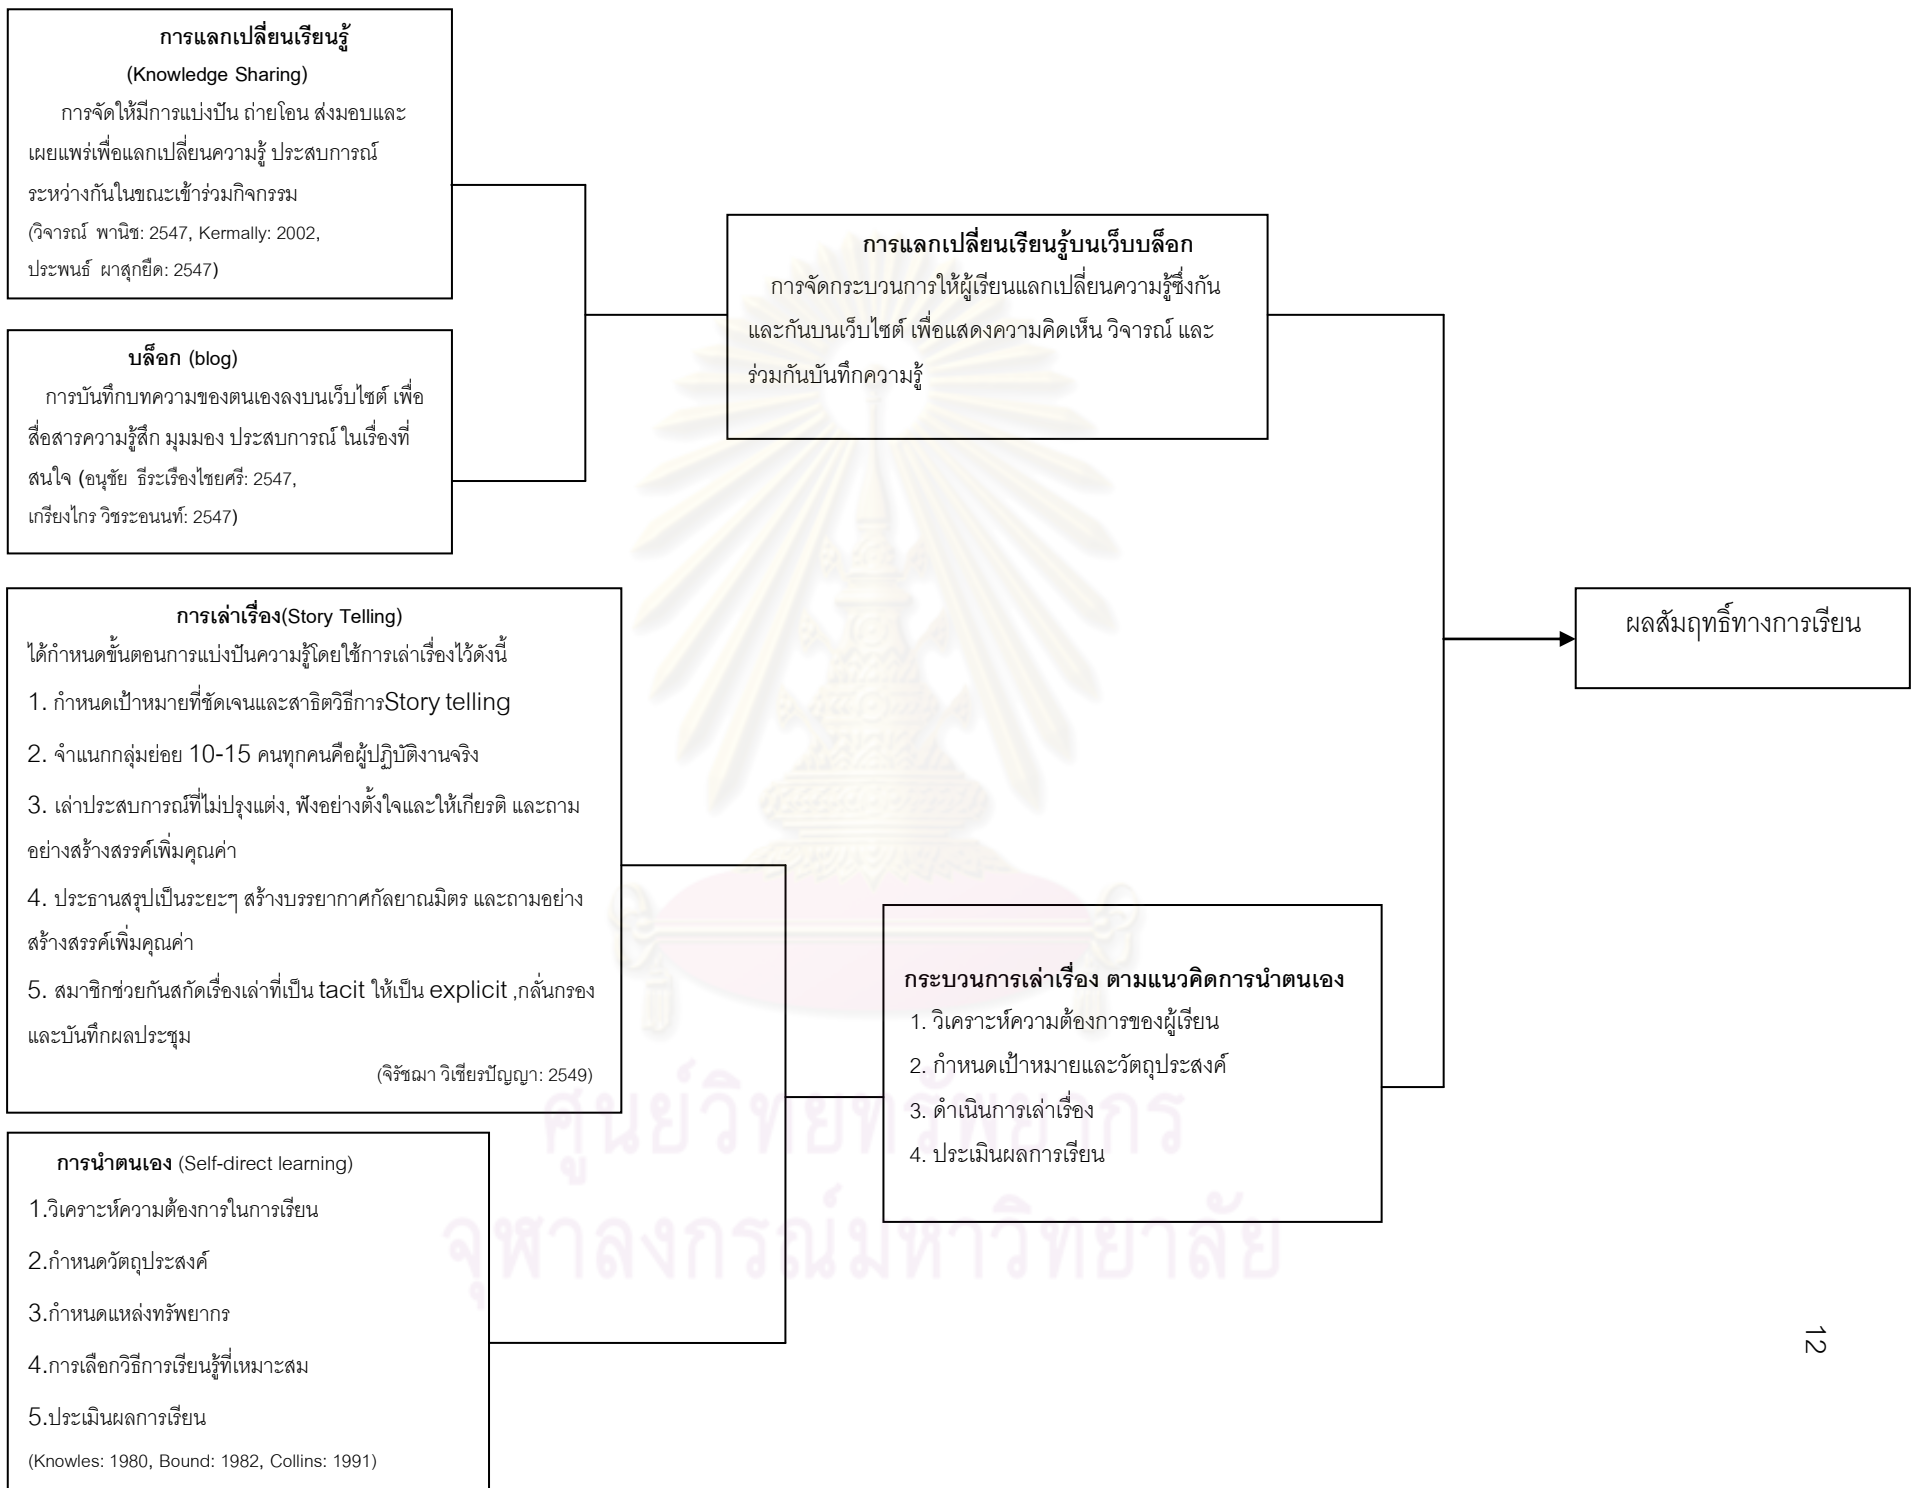 การแลกเปลี่ยนเรียนรู้
(Knowledge Sharing)
การจัดให้มีการแบ่งปัน ถ่ายโอน ส่งมอบและ
เผยแพร่เพื่อแลกเปลี่ยนความรู้ ประสบการณ์
ระหว่างกันในขณะเข้าร่วมกิจกรรม
(วิจารณ์ พานิช: 2547, Kermally: 2002,
ประพนธ์ ผาสุกยืด: 2547)
บล็อก (blog)
การบันทึกบทความของตนเองลงบนเว็บไซต์ เพื่อ
สื่อสารความรู้สึก มุมมอง ประสบการณ์ ในเรื่องที่
สนใจ (อนุชัย ธีระเรืองไชยศรี: 2547,
เกรียงไกร วิชระอนนท์: 2547)
การเล่าเรื่อง(Story Telling)
ได้กำหนดขั้นตอนการแบ่งปันความรู้โดยใช้การเล่าเรื่องไว้ดังนี้
1. กำหนดเป้าหมายที่ชัดเจนและสาธิตวิธีการStory telling
2. จำแนกกลุ่มย่อย 10-15 คนทุกคนคือผู้ปฏิบัติงานจริง
3. เล่าประสบการณ์ที่ไม่ปรุงแต่ง, ฟังอย่างตั้งใจและให้เกียรติ และถาม
อย่างสร้างสรรค์เพิ่มคุณค่า
4. ประธานสรุปเป็นระยะๆ สร้างบรรยากาศกัลยาณมิตร และถามอย่าง
สร้างสรรค์เพิ่มคุณค่า
5. สมาชิกช่วยกันสกัดเรื่องเล่าที่เป็น tacit ให้เป็น explicit ,กลั่นกรอง
และบันทึกผลประชุม
(จิรัชฌา วิเชียรปัญญา: 2549)
การนำตนเอง (Self-direct learning)
1.วิเคราะห์ความต้องการในการเรียน
2.กำหนดวัตถุประสงค์
3.กำหนดแหล่งทรัพยากร
4.การเลือกวิธีการเรียนรู้ที่เหมาะสม
5.ประเมินผลการเรียน
(Knowles: 1980, Bound: 1982, Collins: 1991)
การแลกเปลี่ยนเรียนรู้บนเว็บบล็อก
การจัดกระบวนการให้ผู้เรียนแลกเปลี่ยนความรู้ซึ่งกัน
และกันบนเว็บไซต์ เพื่อแสดงความคิดเห็น วิจารณ์ และ
ร่วมกันบันทึกความรู้
กระบวนการเล่าเรื่อง ตามแนวคิดการนำตนเอง
1. วิเคราะห์ความต้องการของผู้เรียน
2. กำหนดเป้าหมายและวัตถุประสงค์
3. ดำเนินการเล่าเรื่อง
4. ประเมินผลการเรียน
ผลสัมฤทธิ์ทางการเรียน
ศูนย์วิทยทรัพยากร
จุฬาลงกรณ์มหาวิทยาลัย
12